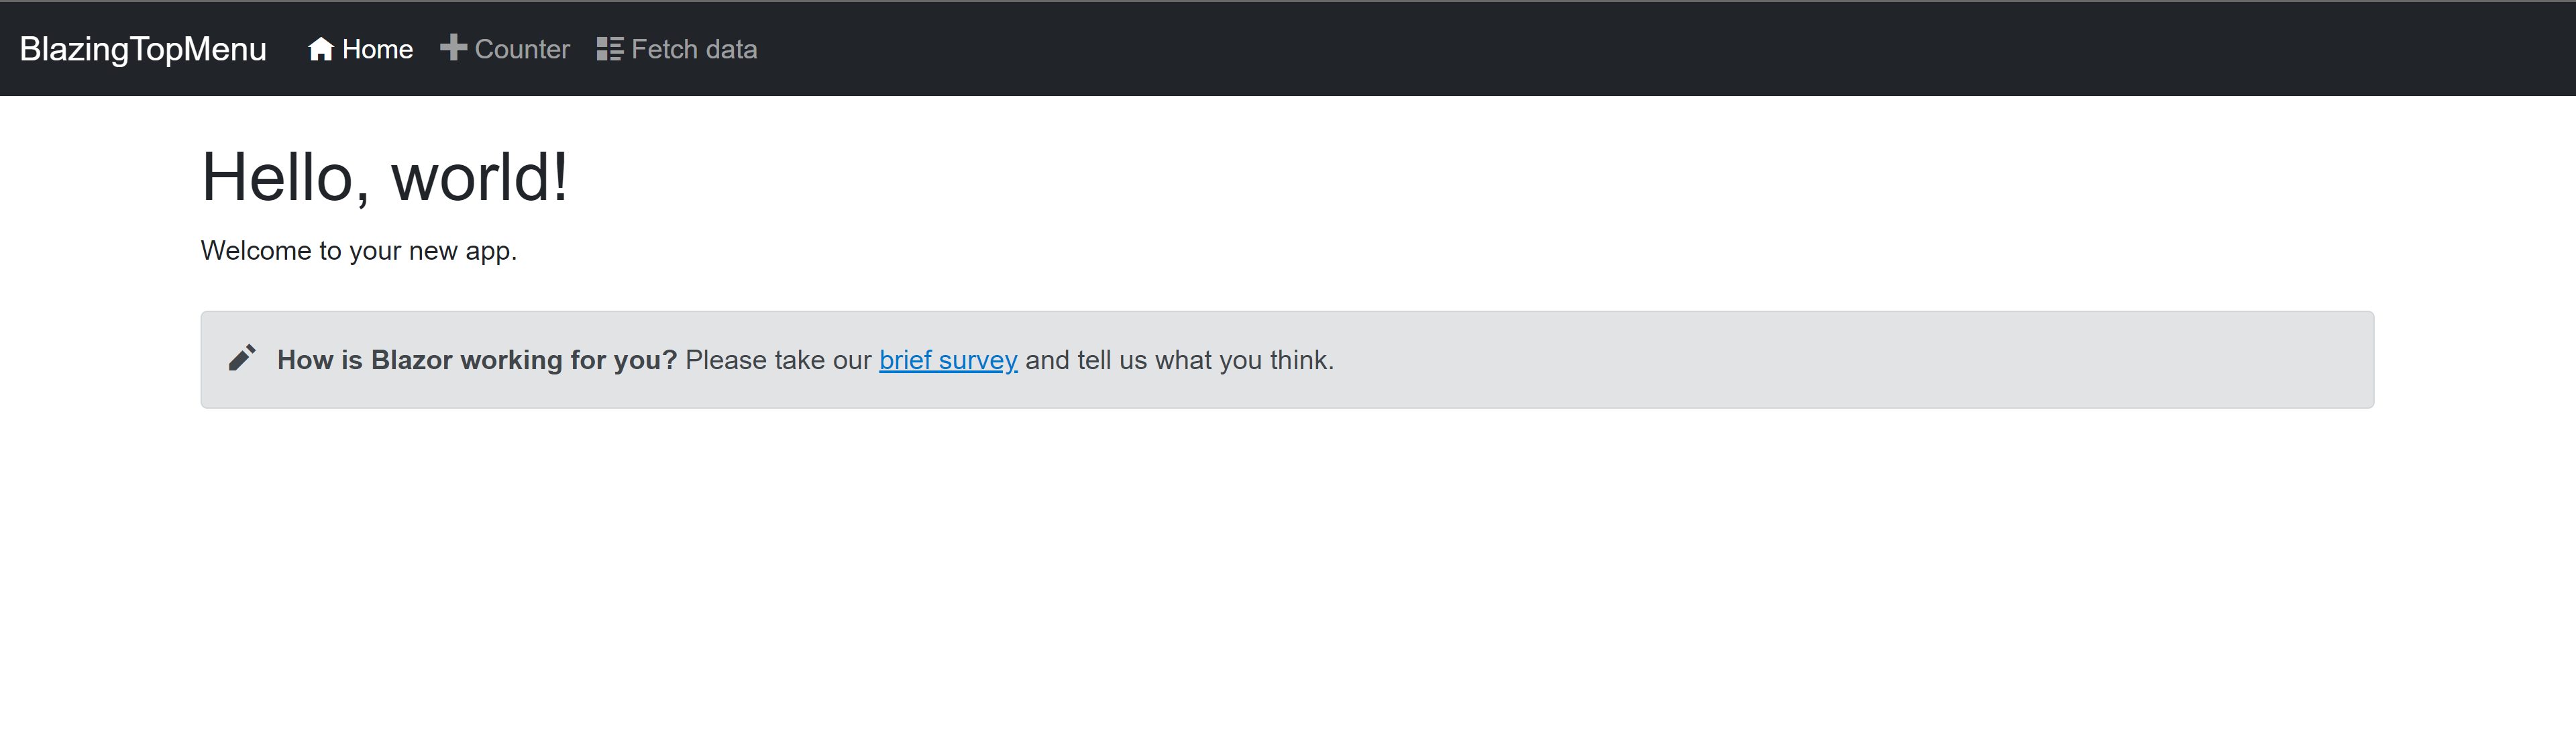 BlazingTopMenu Home Counter Fetch data
Hello, world!
Welcome to your new app.
How is Blazor working for you? Please take our brief survey and tell us what you think.